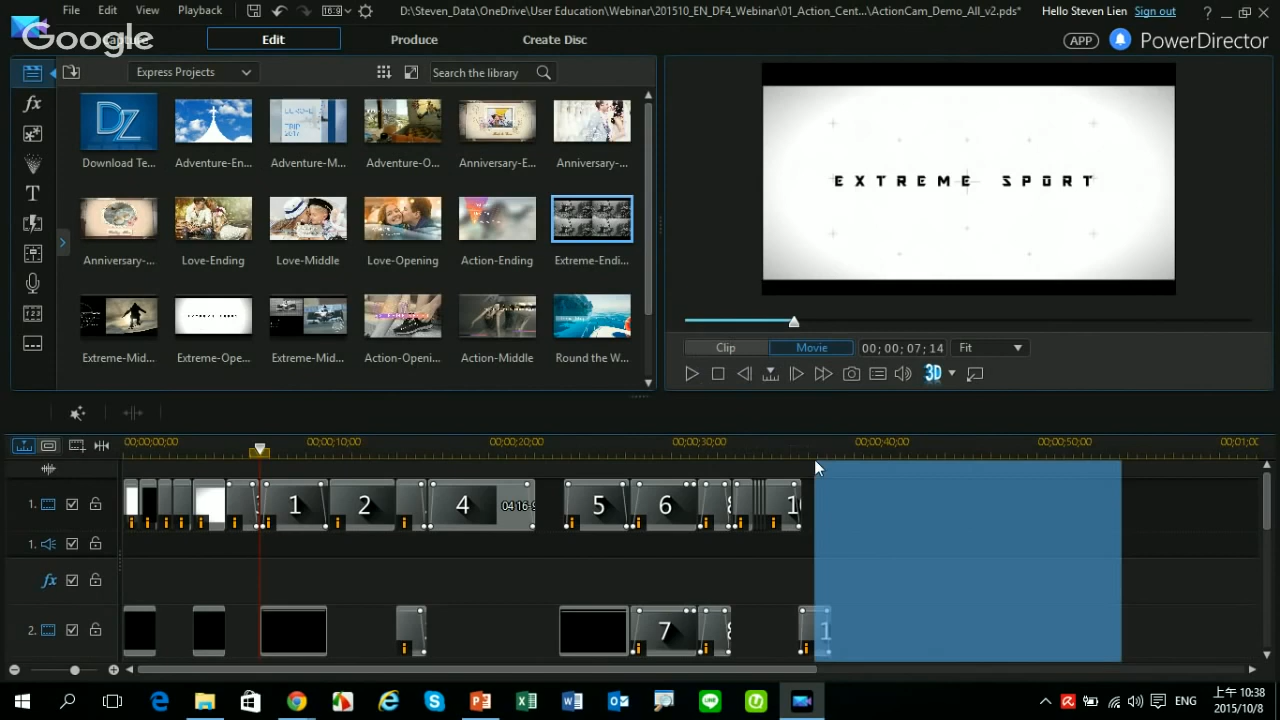 File Edit View Playback 16:9 D:\Steven_Data\OneDrive\User Education\Webinar\201510_EN_DF4_Webinar\01_Action_Cent...\ActionCam_Demo_All_v2.pds* Hello Steven Lien Sign out ?
Google
Edit Produce Create Disc APP PowerDirector
Express Projects Search the library
Download Te... Adventure-En... Adventure-M... Adventure-O... Anniversary-E... Anniversary-...
Anniversary-... Love-Ending Love-Middle Love-Opening Action-Ending Extreme-Endi...
Extreme-Mid... Extreme-Ope... Extreme-Mid... Action-Openi... Action-Middle Round the W...
EXTREME SPORT
Clip Movie 00; 00; 07; 14 Fit
3D
00;00;00;00 00;00;10;00 00;00;20;00 00;00;30;00 00;00;40;00 00;00;50;00 00;01;0
1. 1 2 4 04:16 5 6
1.
fx
2. 7 1
ENG 上午 10:38
2015/10/8